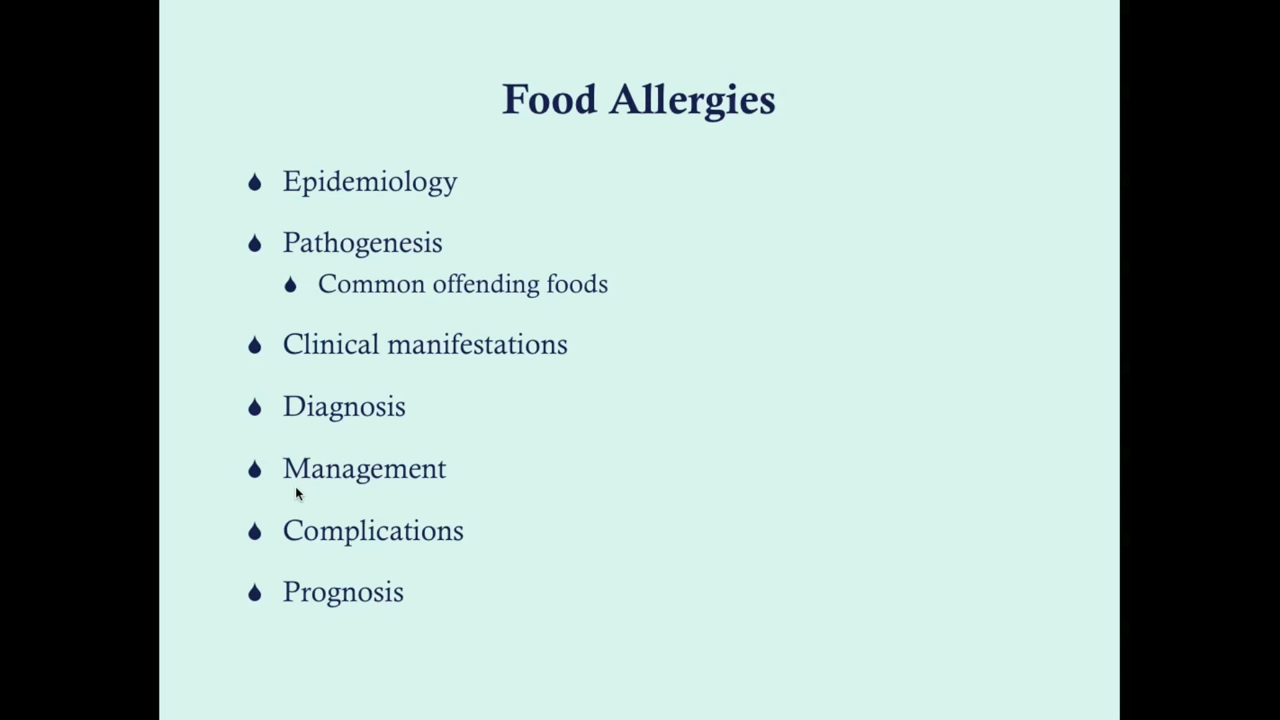 Food Allergies
Epidemiology
Pathogenesis
Common offending foods
Clinical manifestations
Diagnosis
Management
Complications
Prognosis